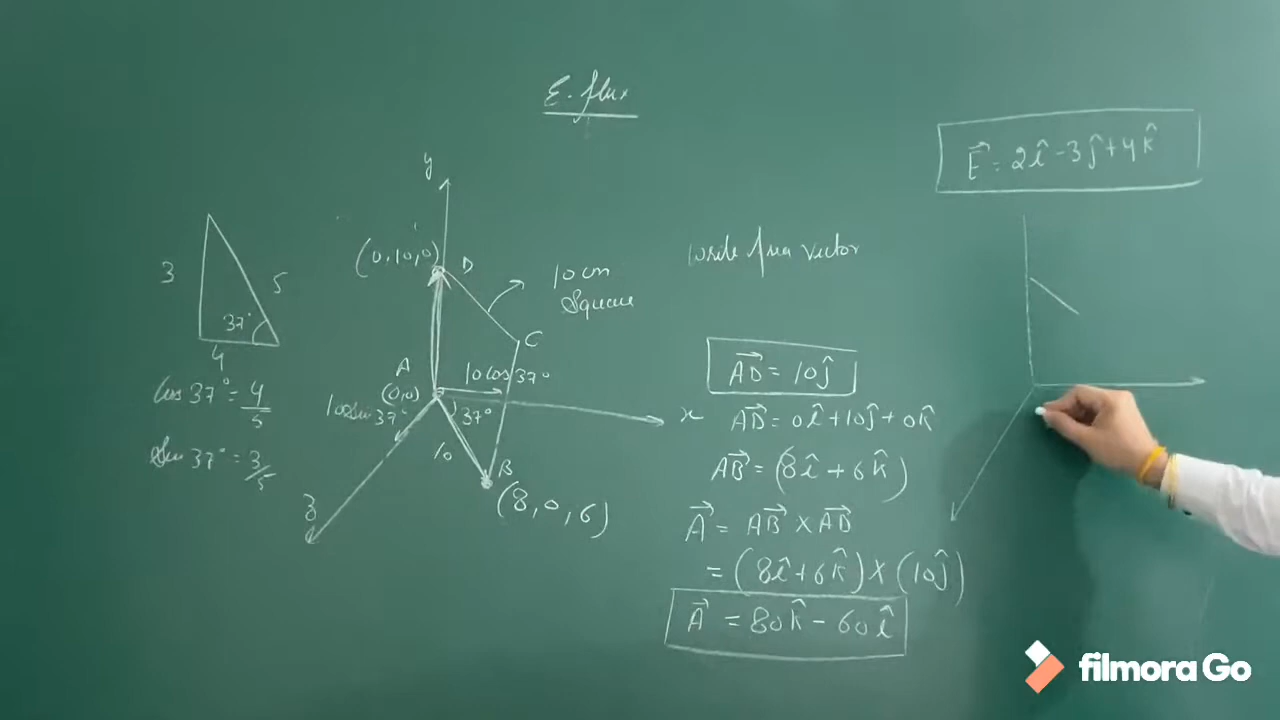 E. flux
E⃗ = 2î - 3ĵ + 4k̂
y
(0,10,0)
D
10 cm
Square
write Area vector
3
5
37°
4
C
A
(0,0)
10 cos 37°
10 sin 37°
37°
x
10
B
(8,0,6)
z
Cos 37° = 4/5
Sin 37° = 3/5
AD⃗ = 10ĵ
AD⃗ = 0î + 10ĵ + 0k̂
AB⃗ = (8î + 6k̂)
A⃗ = AB⃗ × AD⃗
= (8î + 6k̂) × (10ĵ)
A⃗ = 80k̂ - 60î
filmora Go